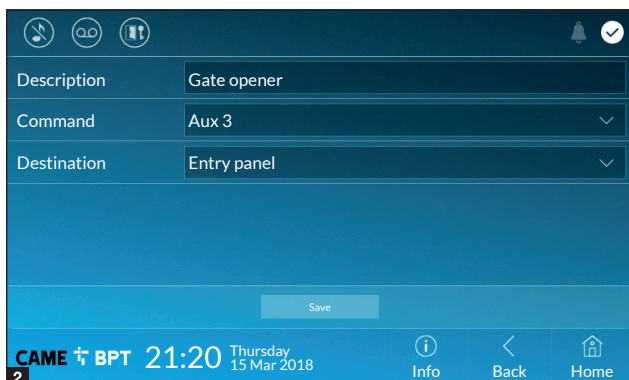 Description Gate opener
Command Aux 3
Destination Entry panel
Save
CAME BPT 21:20 Thursday
15 Mar 2018
Info Back Home
2